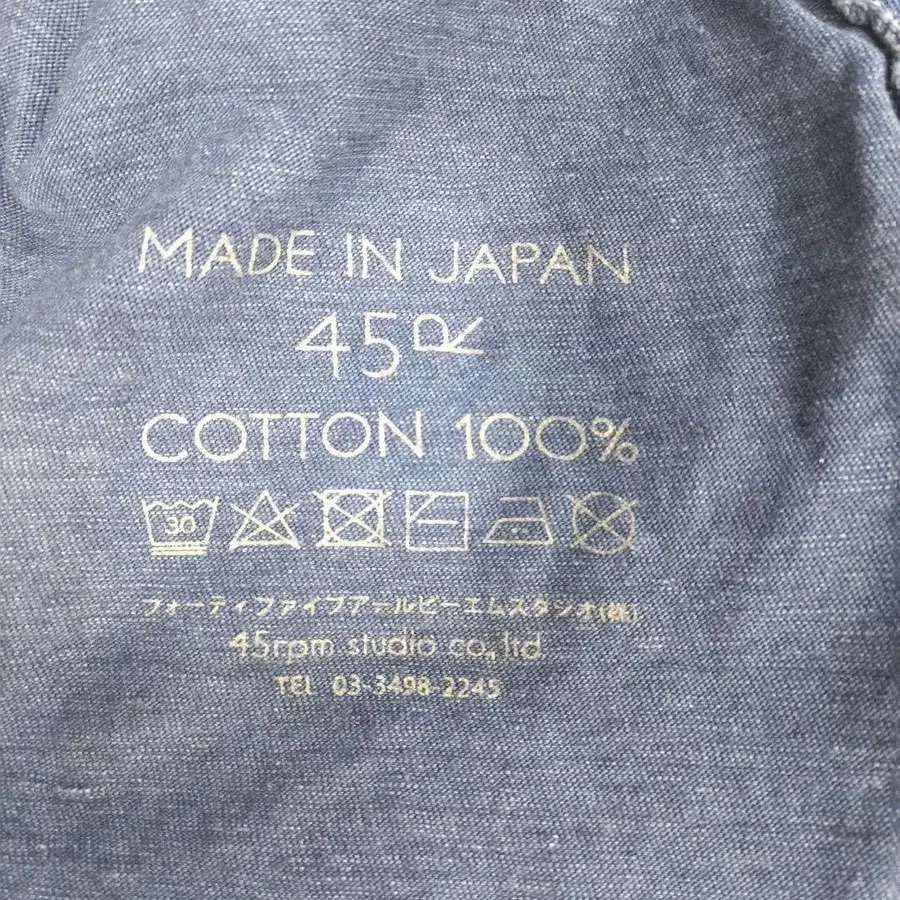 MADE IN JAPAN
45R
COTTON 100%
30
フォーティファイブアールピーエムスタジオ(株)
45rpm studio co.,ltd.
TEL 03-3498-2245